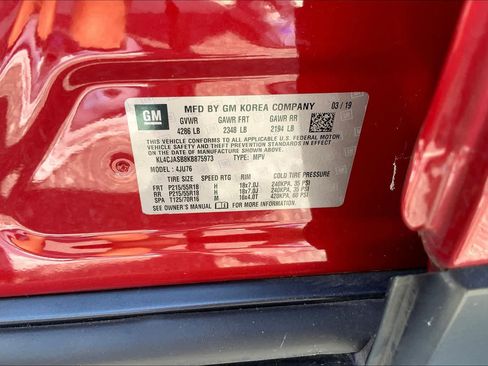 GM
MFD BY GM KOREA COMPANY 03 / 19
GVWR GAWR FRT GAWR RR
4286 LB 2348 LB 2194 LB
THIS VEHICLE CONFORMS TO ALL APPLICABLE U.S. FEDERAL MOTOR
VEHICLE SAFETY AND THEFT PREVENTION STANDARDS IN EFFECT
ON THE DATE OF MANUFACTURE SHOWN ABOVE.
KL4CJASB8KB875973 TYPE: MPV
MODEL: 4JU76
TIRE SIZE SPEED RTG RIM COLD TIRE PRESSURE
FRT P215/55R18 H 18x7.0J 240KPA, 35 PSI
RR P215/55R18 H 18x7.0J 240KPA, 35 PSI
SPA T125/70R16 M 16x4.0T 420KPA, 60 PSI
SEE OWNER'S MANUAL FOR MORE INFORMATION.